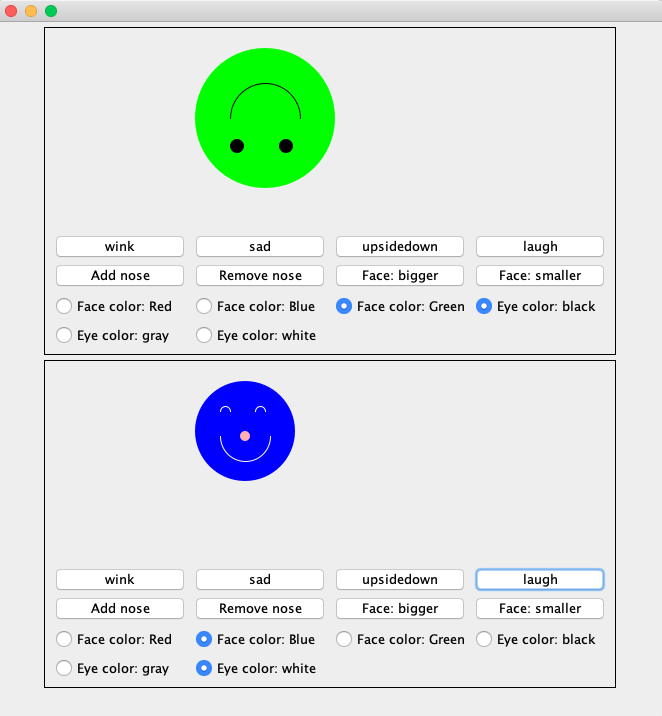 wink sad upsidedown laugh
Add nose Remove nose Face: bigger Face: smaller
Face color: Red Face color: Blue Face color: Green Eye color: black
Eye color: gray Eye color: white
wink sad upsidedown laugh
Add nose Remove nose Face: bigger Face: smaller
Face color: Red Face color: Blue Face color: Green Eye color: black
Eye color: gray Eye color: white